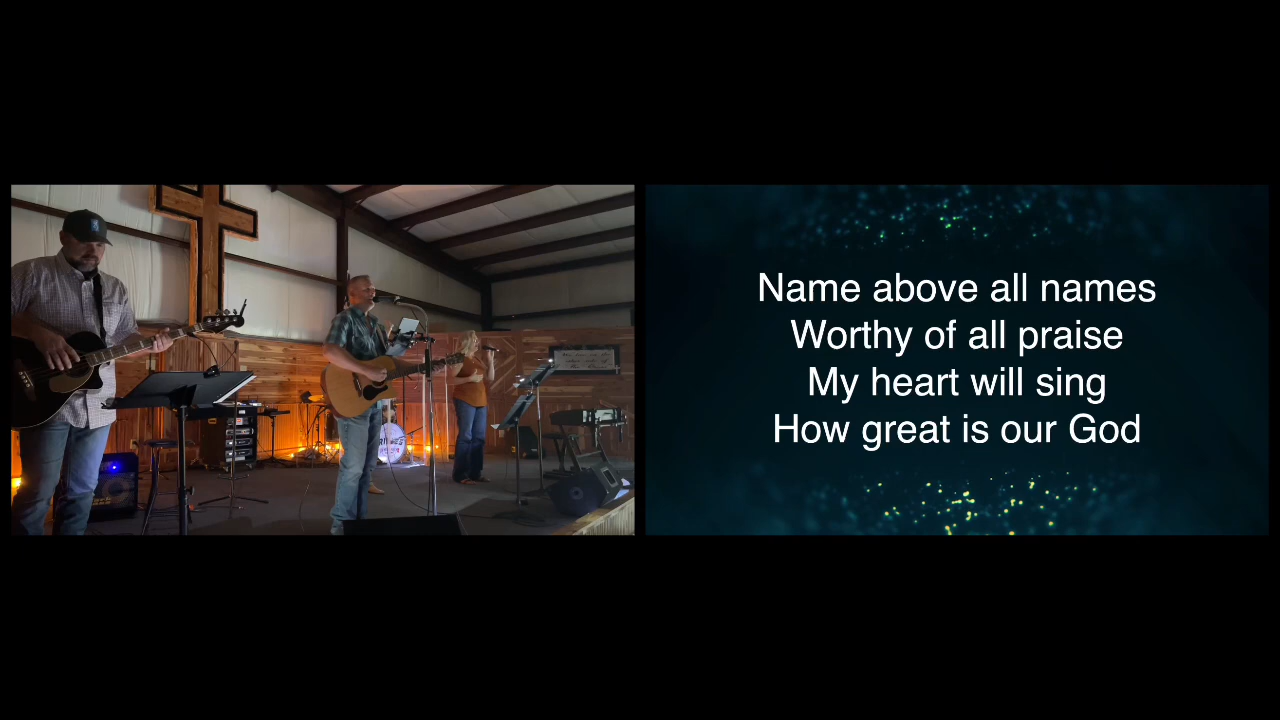 Name above all names
Worthy of all praise
My heart will sing
How great is our God